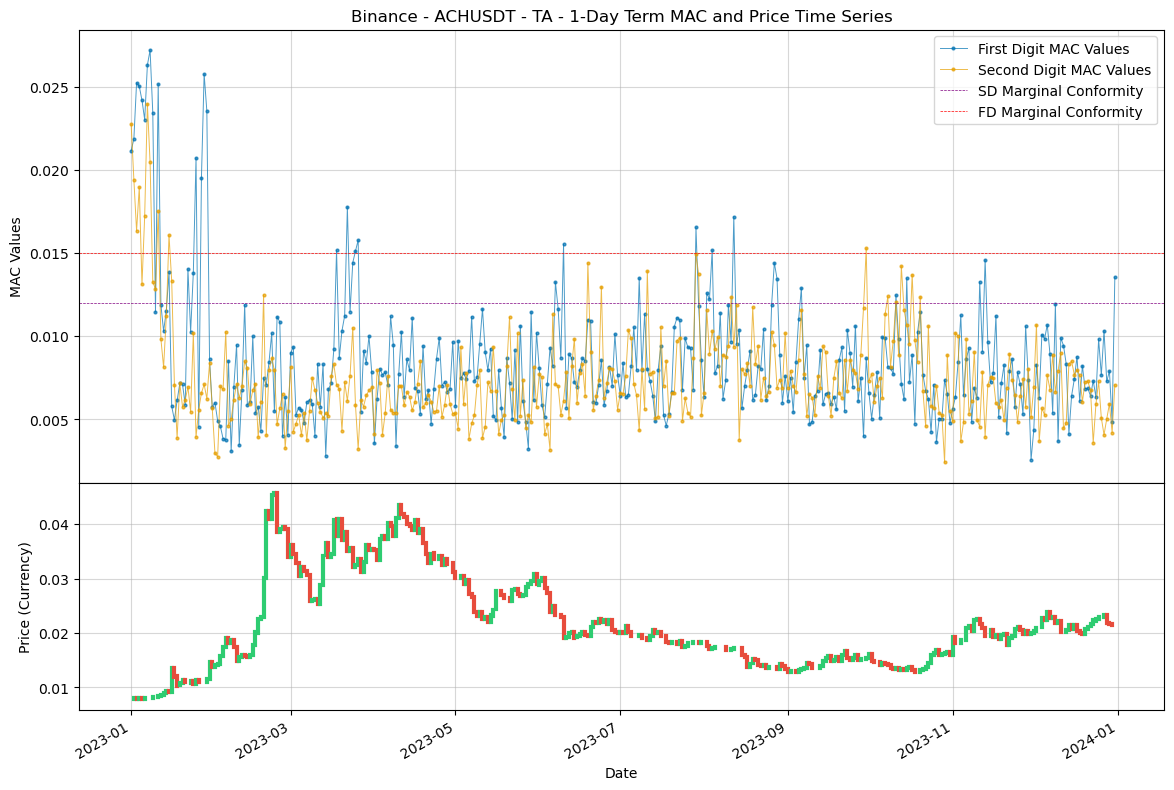 Binance - ACHUSDT - TA - 1-Day Term MAC and Price Time Series
First Digit MAC Values
Second Digit MAC Values
SD Marginal Conformity
FD Marginal Conformity
MAC Values
0.025
0.020
0.015
0.010
0.005
Price (Currency)
0.04
0.03
0.02
0.01
2023-01
2023-03
2023-05
2023-07
2023-09
2023-11
2024-01
Date